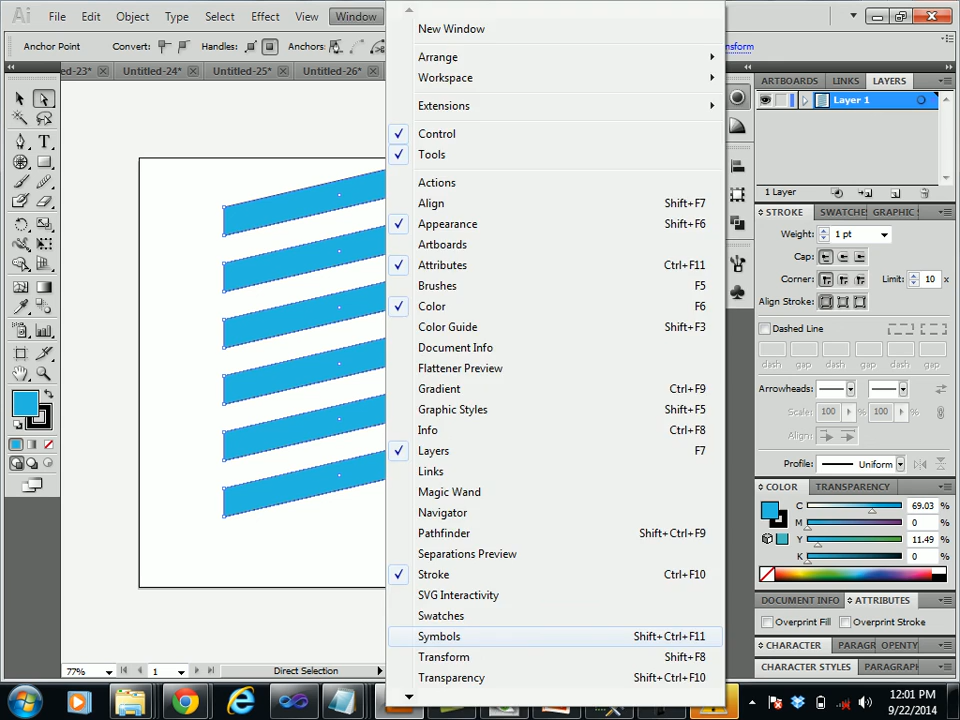 Ai File Edit Object Type Select Effect View Window
Anchor Point Convert: Handles: Anchors:
ed-23* Untitled-24* Untitled-25* Untitled-26*
New Window
Arrange
Workspace
Extensions
Control
Tools
Actions
Align Shift+F7
Appearance Shift+F6
Artboards
Attributes Ctrl+F11
Brushes F5
Color F6
Color Guide Shift+F3
Document Info
Flattener Preview
Gradient Ctrl+F9
Graphic Styles Shift+F5
Info Ctrl+F8
Layers F7
Links
Magic Wand
Navigator
Pathfinder Shift+Ctrl+F9
Separations Preview
Stroke Ctrl+F10
SVG Interactivity
Swatches
Symbols Shift+Ctrl+F11
Transform Shift+F8
Transparency Shift+Ctrl+F10
nsform
ARTBOARDS LINKS LAYERS
Layer 1
1 Layer
STROKE SWATCHE GRAPHIC
Weight: 1 pt
Cap:
Corner: Limit: 10 x
Align Stroke:
Dashed Line
dash gap dash gap dash gap
Arrowheads:
Scale: 100 % 100 %
Align:
Profile: Uniform
COLOR TRANSPARENCY
C 69.03 %
M 0 %
Y 11.49 %
K 0 %
DOCUMENT INFO ATTRIBUTES
Overprint Fill Overprint Stroke
CHARACTER PARAGR OPENTY
CHARACTER STYLES PARAGRAPH
77% 1 Direct Selection
12:01 PM
9/22/2014